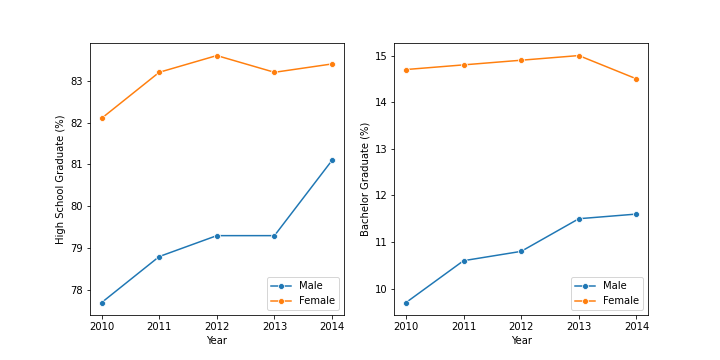 High School Graduate (%)
83
82
81
80
79
78
2010 2011 2012 2013 2014
Year
Male
Female
Bachelor Graduate (%)
15
14
13
12
11
10
2010 2011 2012 2013 2014
Year
Male
Female